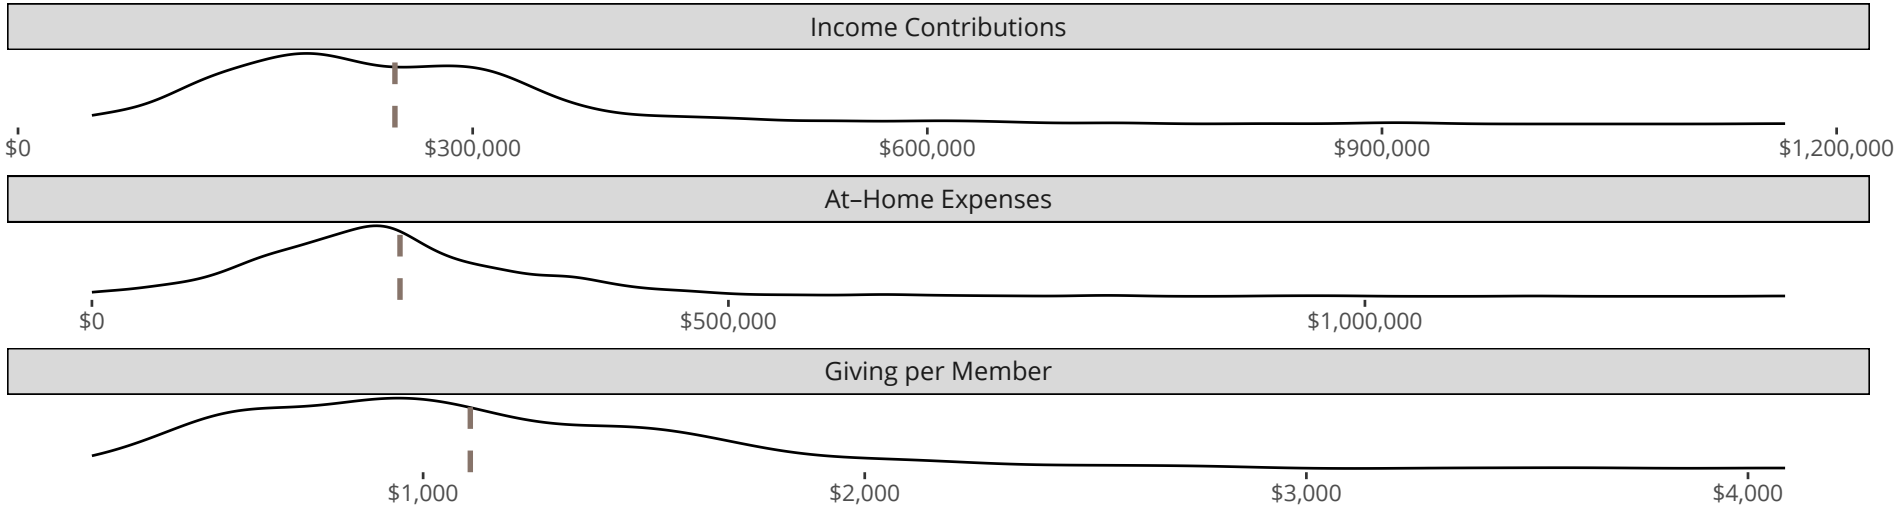 Income Contributions
$0 $300,000 $600,000 $900,000 $1,200,000
At–Home Expenses
$0 $500,000 $1,000,000
Giving per Member
$1,000 $2,000 $3,000 $4,000